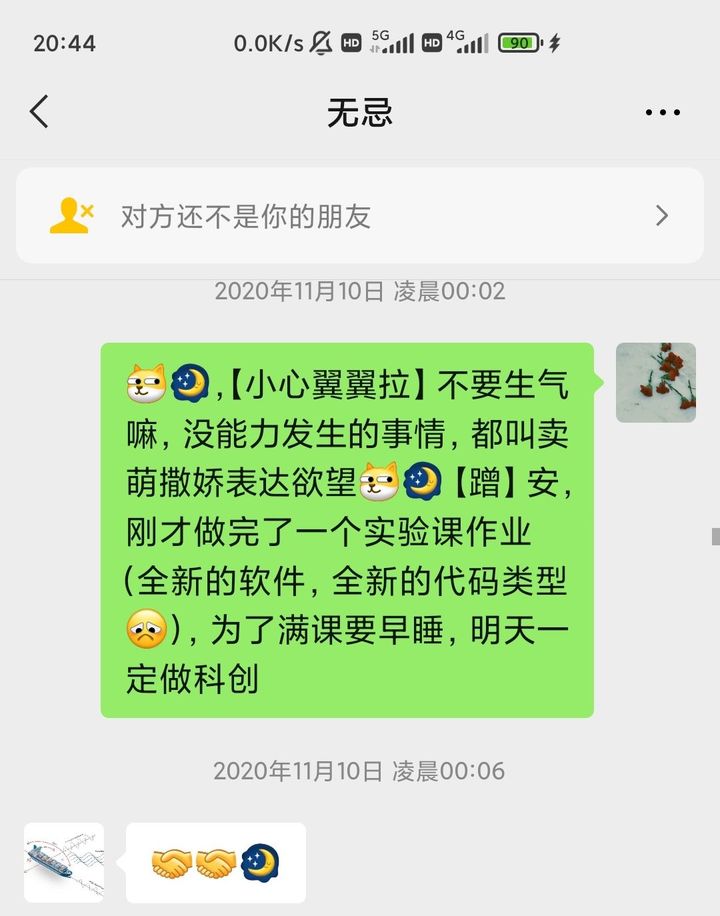 20:44 0.0K/s HD 5G HD 4G 90
无忌
对方还不是你的朋友
2020年11月10日 凌晨00:02
,【小心翼翼拉】不要生气
嘛，没能力发生的事情，都叫卖
萌撒娇表达欲望【蹭】安，
刚才做完了一个实验课作业
（全新的软件，全新的代码类型
），为了满课要早睡，明天一
定做科创
2020年11月10日 凌晨00:06